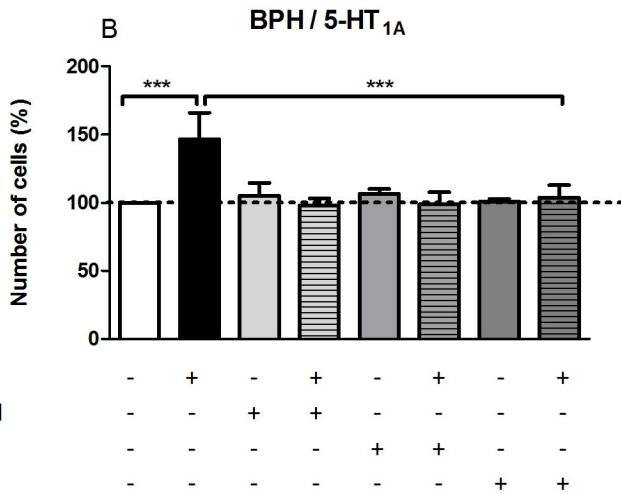 B
BPH / 5-HT1A
Number of cells (%)
200
150
100
50
0
*** ***
- + - + - + - +
- - + + - - - -
- - - - + + - -
- - - - - - + +